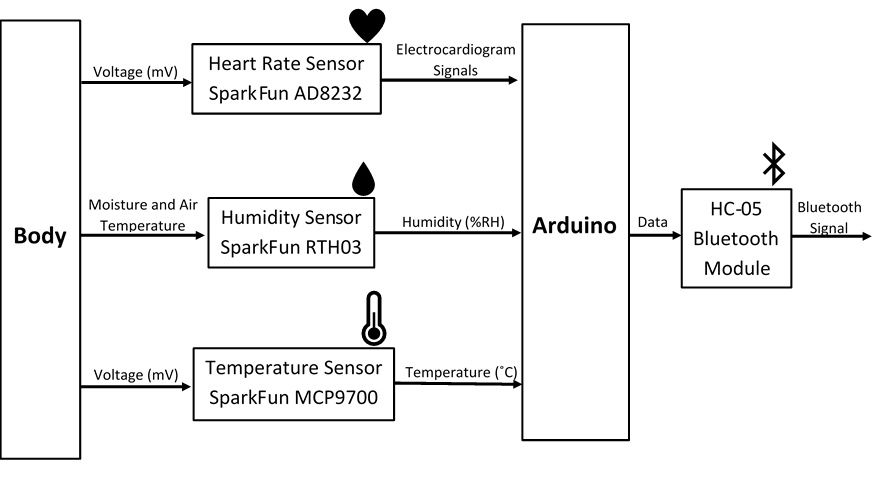 Body
Voltage (mV)
Heart Rate Sensor
SparkFun AD8232
Electrocardiogram
Signals
Moisture and Air
Temperature
Humidity Sensor
SparkFun RTH03
Humidity (%RH)
Voltage (mV)
Temperature Sensor
SparkFun MCP9700
Temperature (˚C)
Arduino
Data
HC-05
Bluetooth
Module
Bluetooth
Signal